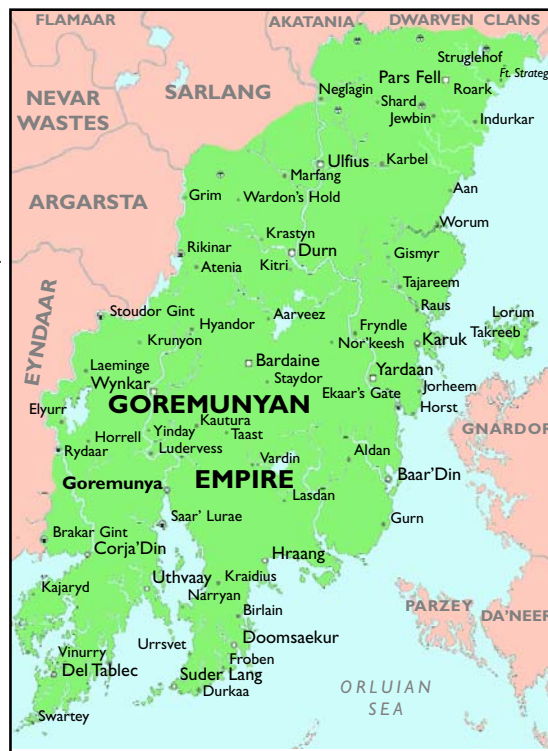 FLAMAAR
AKATANIA
DWARVEN CLANS
Struglehof
Ft. Strateg
Pars Fell
SARLANG
Roark
Neglagin
Shard
NEVAR
WASTES
Jewbin
Indurkar
Ulfius
Karbel
Marfang
ARGARSTA
Aan
Grim
Wardon's Hold
Worum
Krastyn
Rikinar
Durn
Gismyr
Atenia
Kitri
Tajareem
EYNDAAR
Raus
Lorum
Stoudor Gint
Aarveez
Takreeb
Hyandor
Fryndle
Krunyon
Nor'keesh
Karuk
Bardaine
Laeminge
Yardaan
Wynkar
Staydor
Ekaar's Gate
Jorheem
Elyurr
GOREMUNYAN
Horst
GNARDOR
Kautura
Horrell
Yinday
Taast
Rydaar
Ludervess
Aldan
Vardin
Goremunya
EMPIRE
Baar'Din
Lasdan
Saar' Lurae
Gurn
Brakar Gint
Corja'Din
Hraang
Uthvaay
Kraidius
Kajaryd
Narryan
PARZEY
DA'NEER
Birlain
Urrsvet
Doomsaekur
Vinurry
Froben
Del Tablec
Suder Lang
Durkaa
ORLUIAN
SEA
Swartey